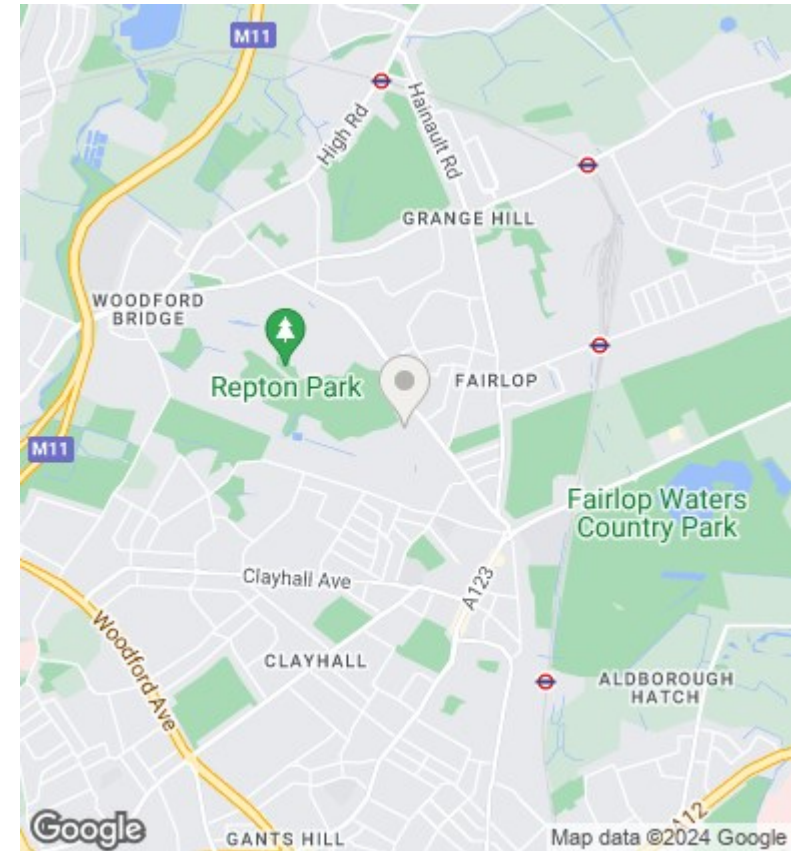 M11
High Rd
Hainault Rd
GRANGE HILL
WOODFORD
BRIDGE
Repton Park
FAIRLOP
M11
Fairlop Waters
Country Park
Clayhall Ave
A123
Woodford Ave
CLAYHALL
ALDBOROUGH
HATCH
A12
Google
GANTS HILL
Map data ©2024 Google